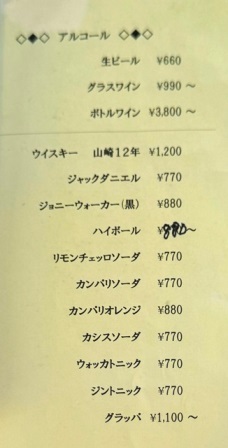 ◇◆◇ アルコール ◇◆◇
生ビール ¥660
グラスワイン ¥990 ～
ボトルワイン ¥3,800 ～
ウイスキー 山崎12年 ¥1,200
ジャックダニエル ¥770
ジョニーウォーカー(黒) ¥880
ハイボール ¥880～
リモンチェッロソーダ ¥770
カンパリソーダ ¥770
カンパリオレンジ ¥880
カシスソーダ ¥770
ウォッカトニック ¥770
ジントニック ¥770
グラッパ ¥1,100 ～